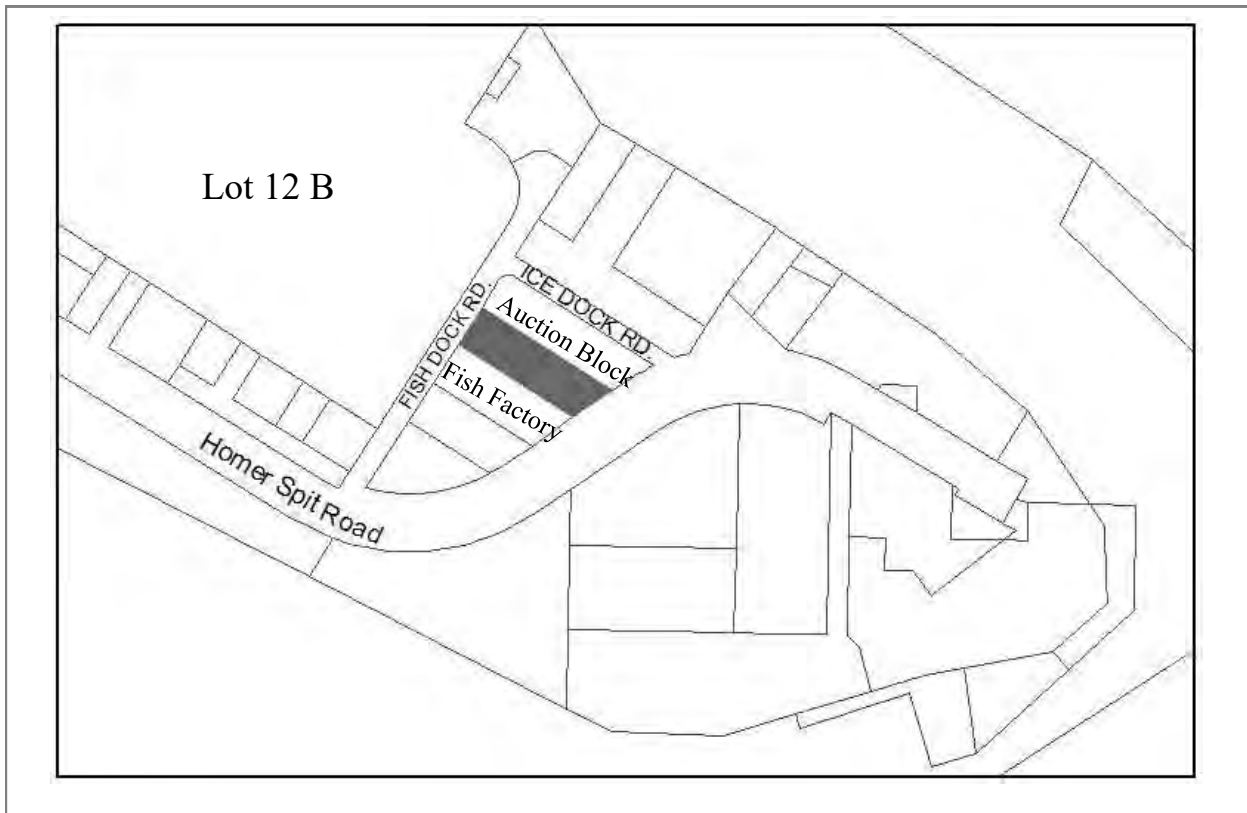 Lot 12 B
ICE DOCK RD.
FISH DOCK RD.
Auction Block
Fish Factory
Homer Spit Road